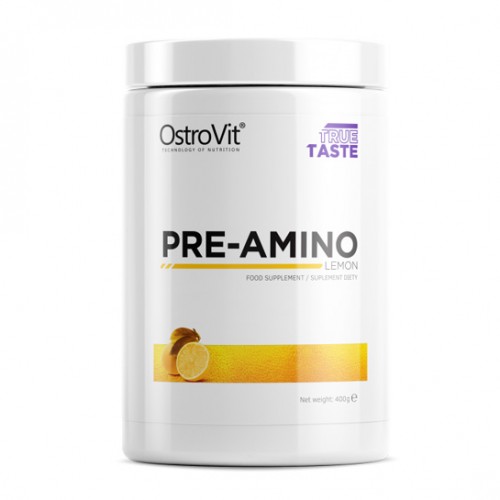 OstroVit®
TECHNOLOGY OF NUTRITION
TRUE
TASTE
PRE-AMINO
LEMON
FOOD SUPPLEMENT / SUPLEMENT DIETY
Net weight: 400g ℮